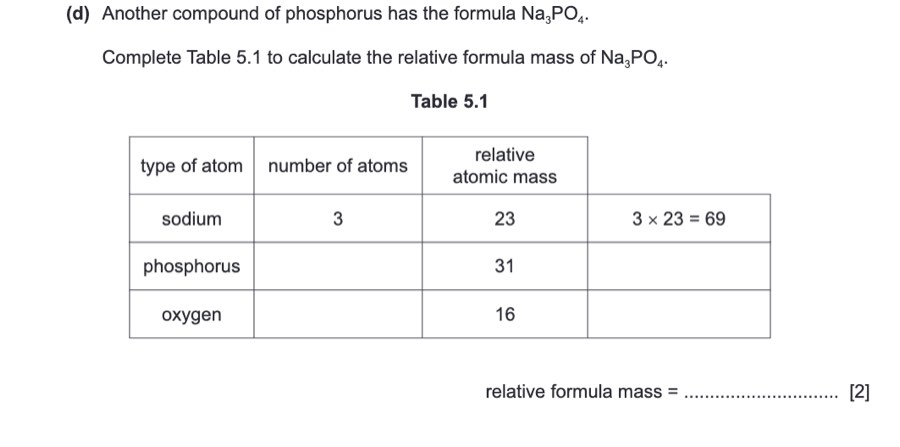 (d) Another compound of phosphorus has the formula Na₃PO₄.
Complete Table 5.1 to calculate the relative formula mass of Na₃PO₄.
Table 5.1
type of atom number of atoms relative atomic mass
sodium 3 23 3 × 23 = 69
phosphorus 31
oxygen 16
relative formula mass = .............................. [2]